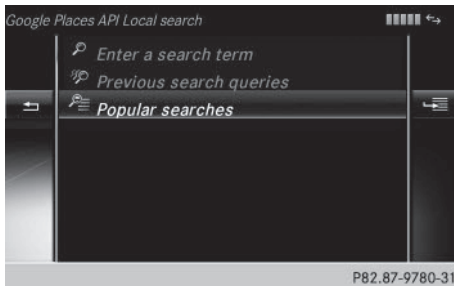 Google Places API Local search
Enter a search term
Previous search queries
Popular searches
P82.87-9780-31